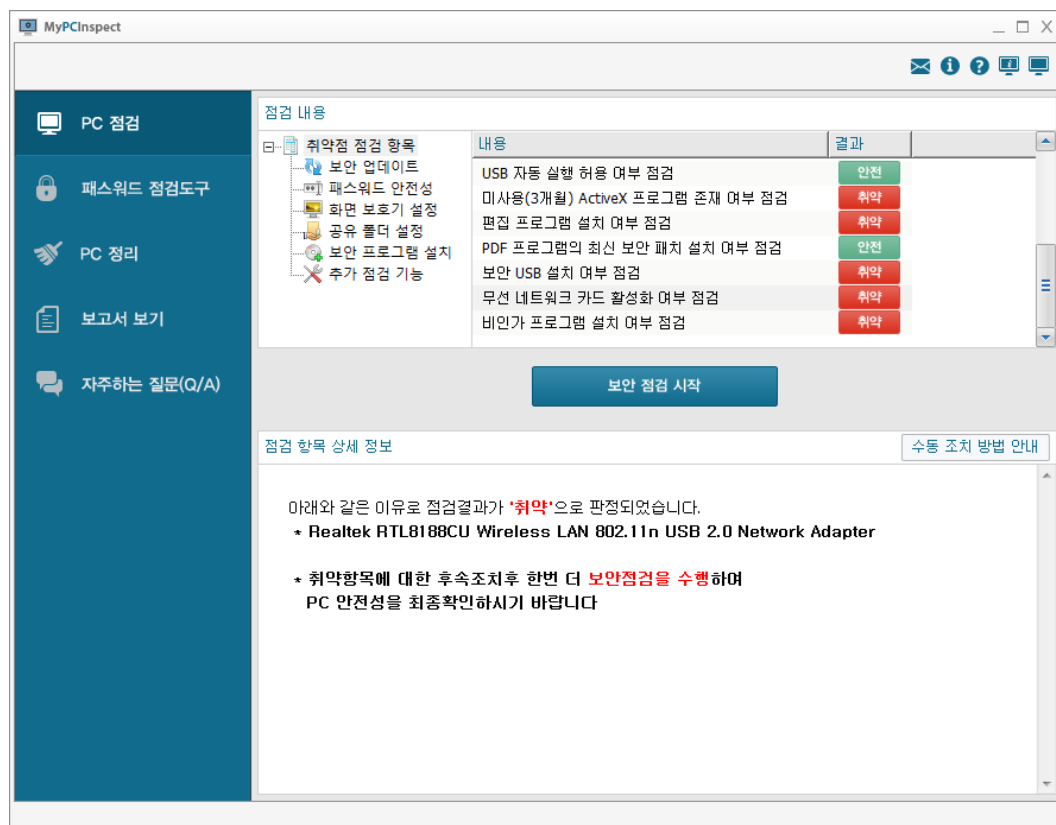 MyPCInspect
PC 점검
패스워드 점검도구
PC 정리
보고서 보기
자주하는 질문(Q/A)
점검 내용
취약점 점검 항목
보안 업데이트
패스워드 안전성
화면 보호기 설정
공유 폴더 설정
보안 프로그램 설치
추가 점검 기능
내용 결과
USB 자동 실행 허용 여부 점검 안전
미사용(3개월) ActiveX 프로그램 존재 여부 점검 취약
편집 프로그램 설치 여부 점검 취약
PDF 프로그램의 최신 보안 패치 설치 여부 점검 안전
보안 USB 설치 여부 점검 취약
무선 네트워크 카드 활성화 여부 점검 취약
비인가 프로그램 설치 여부 점검 취약
보안 점검 시작
점검 항목 상세 정보 수동 조치 방법 안내
아래와 같은 이유로 점검결과가 '취약'으로 판정되었습니다.
* Realtek RTL8188CU Wireless LAN 802.11n USB 2.0 Network Adapter
* 취약항목에 대한 후속조치후 한번 더 보안점검을 수행하며
PC 안전성을 최종확인하시기 바랍니다